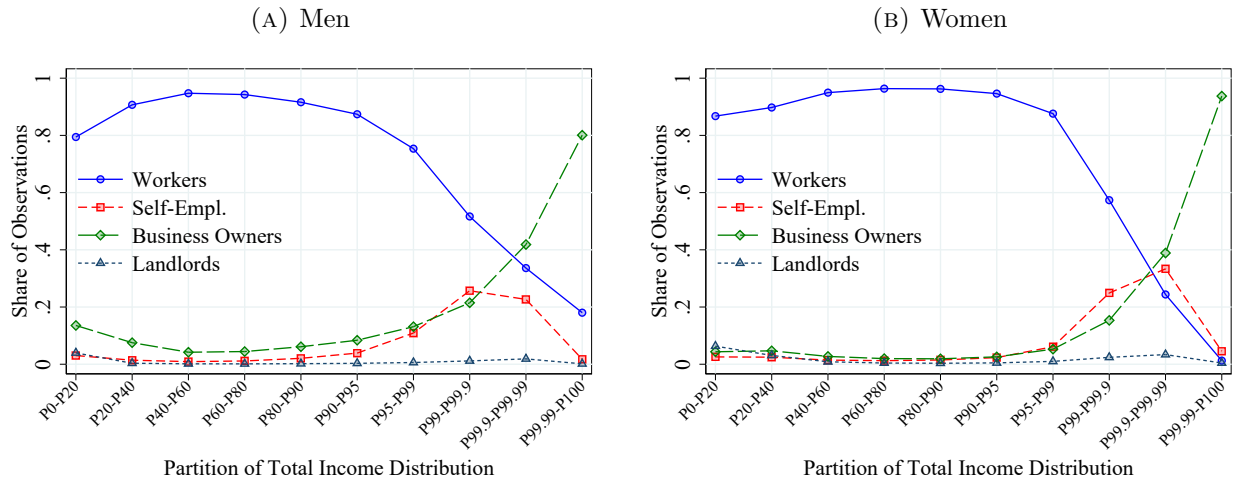 (A) Men
Share of Observations
0 .2 .4 .6 .8 1
Workers
Self-Empl.
Business Owners
Landlords
P0-P20 P20-P40 P40-P60 P60-P80 P80-P90 P90-P95 P95-P99 P99-P99.9 P99.9-P99.99 P99.99-P100
Partition of Total Income Distribution
(B) Women
Share of Observations
0 .2 .4 .6 .8 1
Workers
Self-Empl.
Business Owners
Landlords
P0-P20 P20-P40 P40-P60 P60-P80 P80-P90 P90-P95 P95-P99 P99-P99.9 P99.9-P99.99 P99.99-P100
Partition of Total Income Distribution